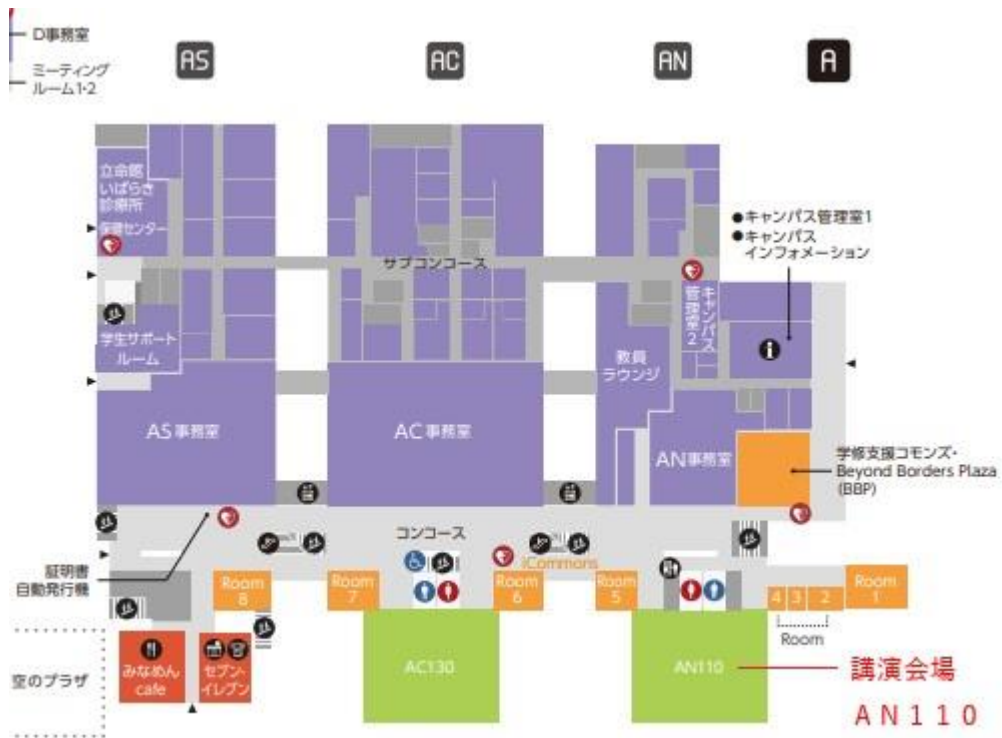 D事務室
ミーティング
ルーム1・2
AS
AC
AN
A
立命館
いばらき
診療所
保健センター
サブコンコース
●キャンパス管理室1
●キャンパス
インフォメーション
キャンパス
管理室2
学生サポート
ルーム
教員
ラウンジ
AS事務室
AC事務室
AN事務室
学修支援コモンズ・
Beyond Borders Plaza
(BBP)
コンコース
iCommons
証明書
自動発行機
Room
8
Room
7
Room
6
Room
5
4 3 2
Room
1
Room
みなめん
cafe
セブン-
イレブン
空のプラザ
AC130
AN110
講演会場
AN110